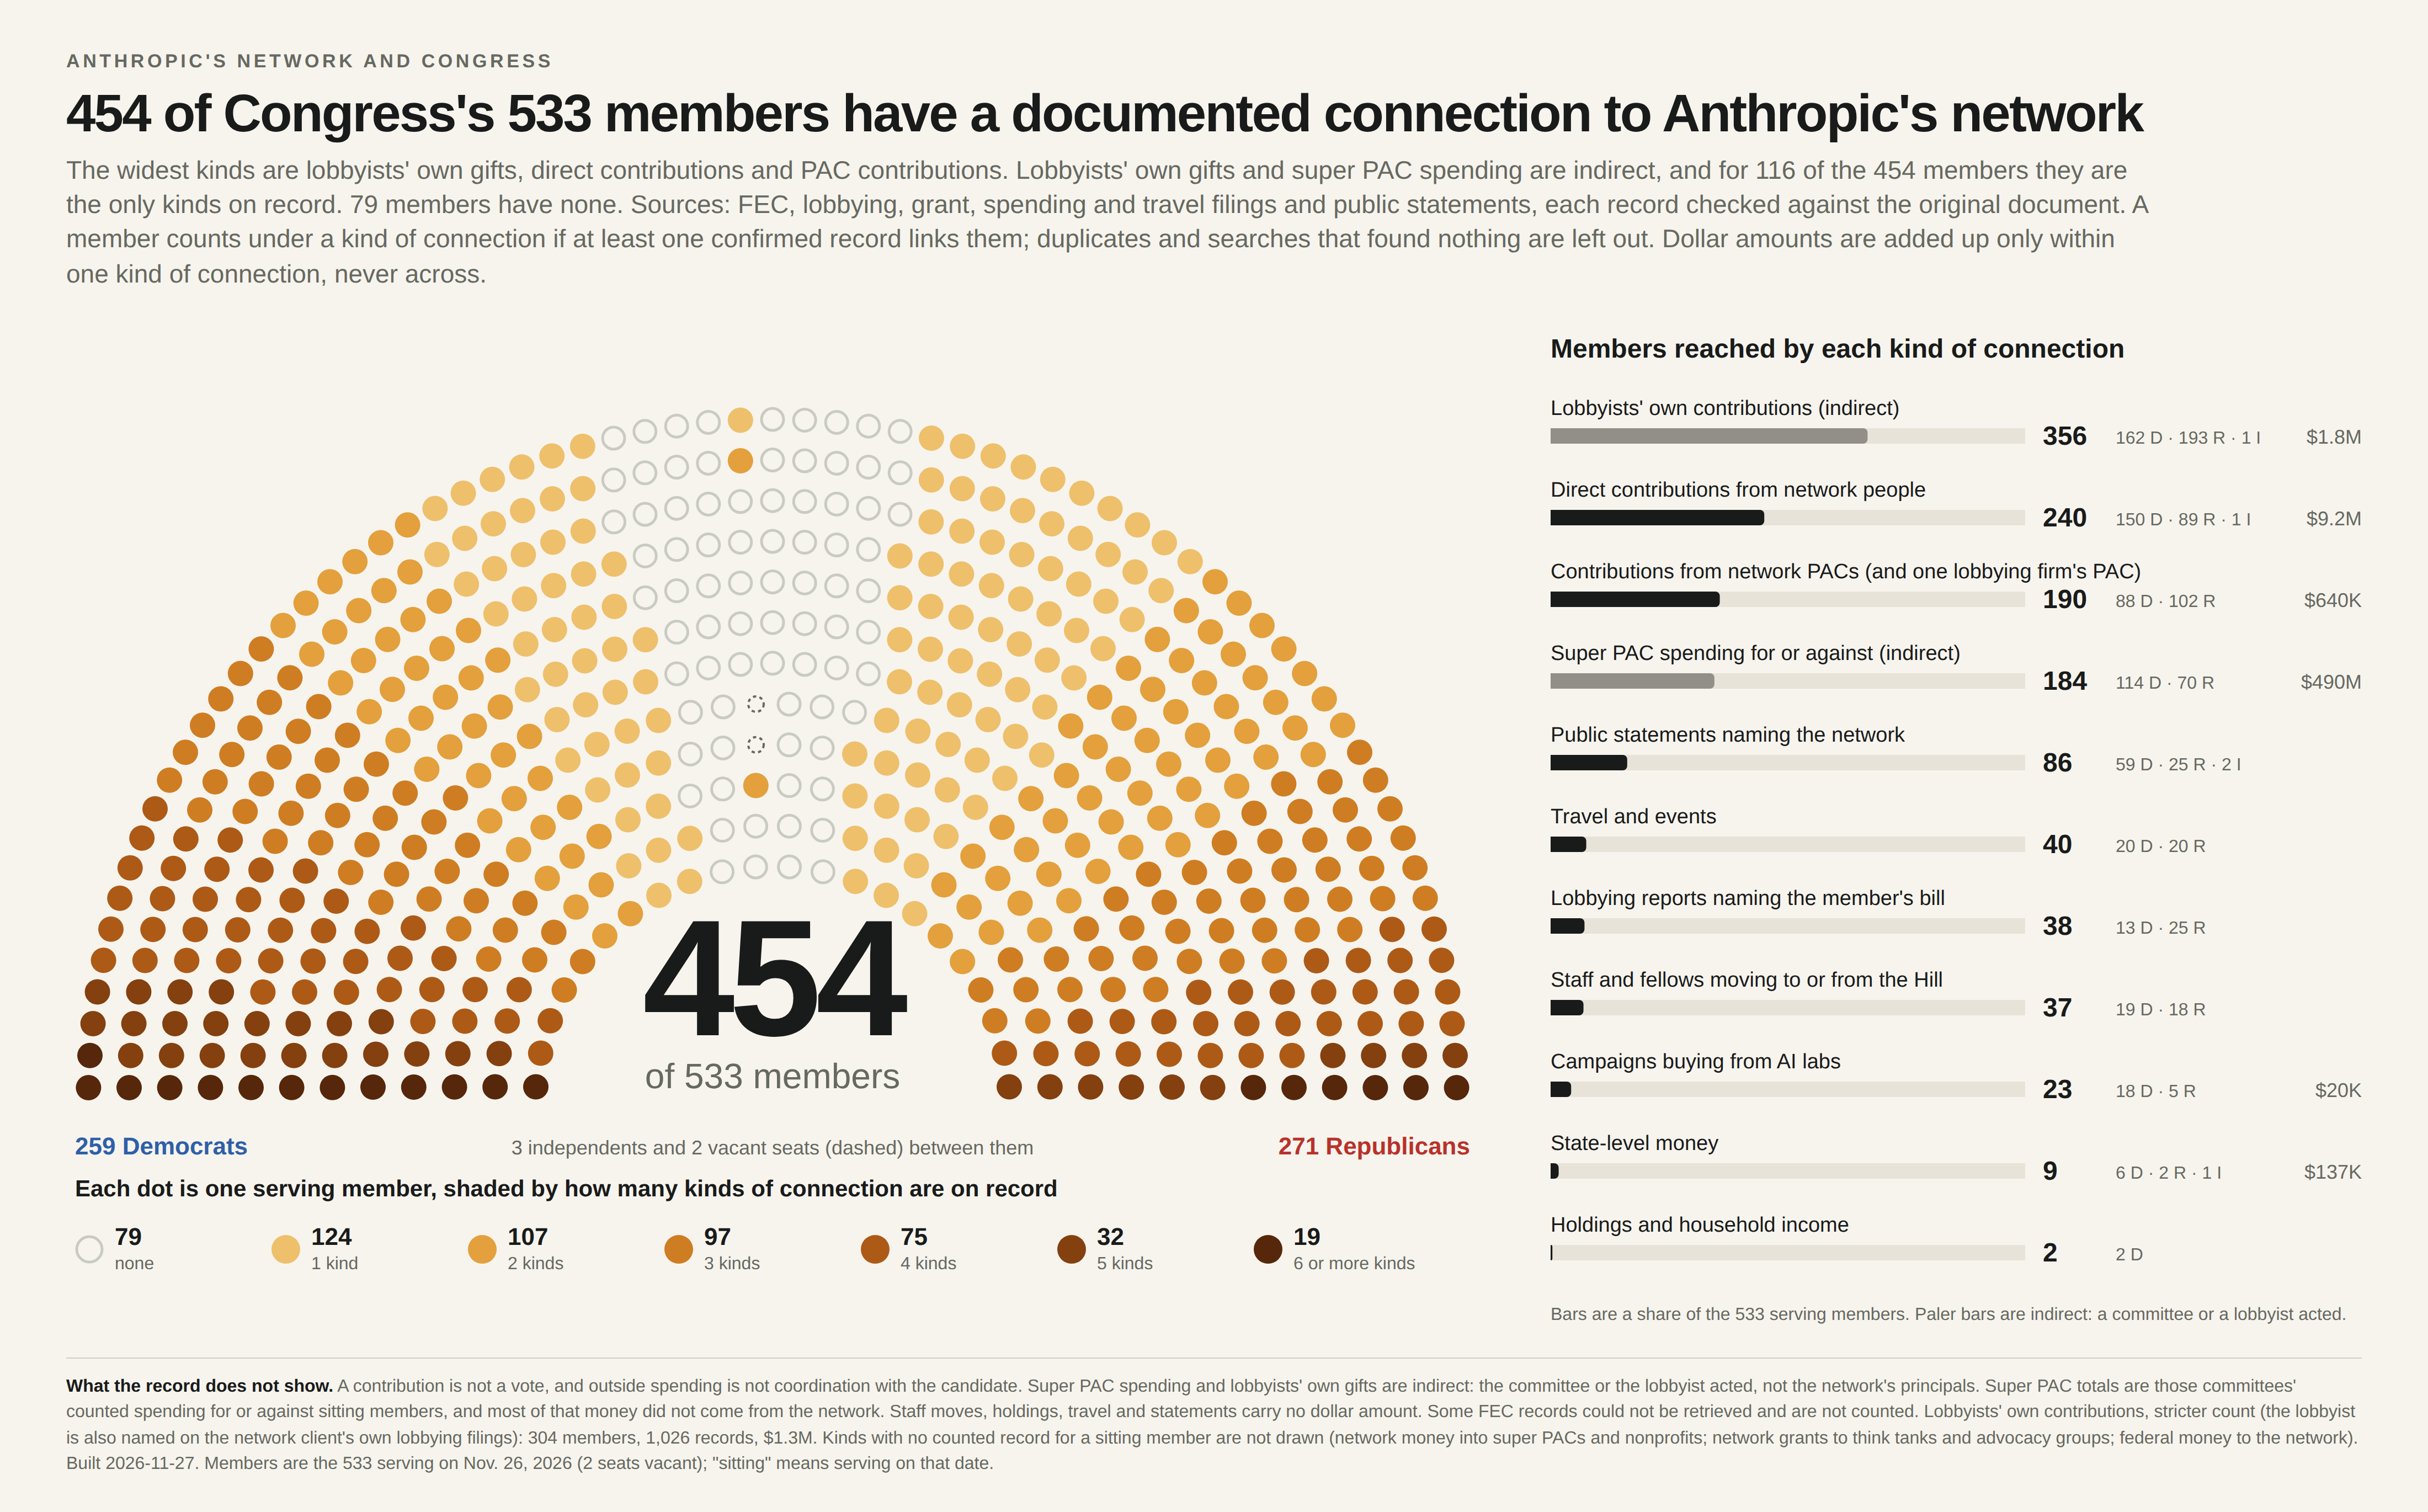 ANTHROPIC'S NETWORK AND CONGRESS
454 of Congress's 533 members have a documented connection to Anthropic's network
The widest kinds are lobbyists' own gifts, direct contributions and PAC contributions. Lobbyists' own gifts and super PAC spending are indirect, and for 116 of the 454 members they are
the only kinds on record. 79 members have none. Sources: FEC, lobbying, grant, spending and travel filings and public statements, each record checked against the original document. A
member counts under a kind of connection if at least one confirmed record links them; duplicates and searches that found nothing are left out. Dollar amounts are added up only within
one kind of connection, never across.
454
of 533 members
259 Democrats
3 independents and 2 vacant seats (dashed) between them
271 Republicans
Each dot is one serving member, shaded by how many kinds of connection are on record
79
none
124
1 kind
107
2 kinds
97
3 kinds
75
4 kinds
32
5 kinds
19
6 or more kinds
Members reached by each kind of connection
Lobbyists' own contributions (indirect)
356 162 D · 193 R · 1 I $1.8M
Direct contributions from network people
240 150 D · 89 R · 1 I $9.2M
Contributions from network PACs (and one lobbying firm's PAC)
190 88 D · 102 R $640K
Super PAC spending for or against (indirect)
184 114 D · 70 R $490M
Public statements naming the network
86 59 D · 25 R · 2 I
Travel and events
40 20 D · 20 R
Lobbying reports naming the member's bill
38 13 D · 25 R
Staff and fellows moving to or from the Hill
37 19 D · 18 R
Campaigns buying from AI labs
23 18 D · 5 R $20K
State-level money
9 6 D · 2 R · 1 I $137K
Holdings and household income
2 2 D
Bars are a share of the 533 serving members. Paler bars are indirect: a committee or a lobbyist acted.
What the record does not show. A contribution is not a vote, and outside spending is not coordination with the candidate. Super PAC spending and lobbyists' own gifts are indirect: the committee or the lobbyist acted, not the network's principals. Super PAC totals are those committees'
counted spending for or against sitting members, and most of that money did not come from the network. Staff moves, holdings, travel and statements carry no dollar amount. Some FEC records could not be retrieved and are not counted. Lobbyists' own contributions, stricter count (the lobbyist
is also named on the network client's own lobbying filings): 304 members, 1,026 records, $1.3M. Kinds with no counted record for a sitting member are not drawn (network money into super PACs and nonprofits; network grants to think tanks and advocacy groups; federal money to the network).
Built 2026-11-27. Members are the 533 serving on Nov. 26, 2026 (2 seats vacant); "sitting" means serving on that date.